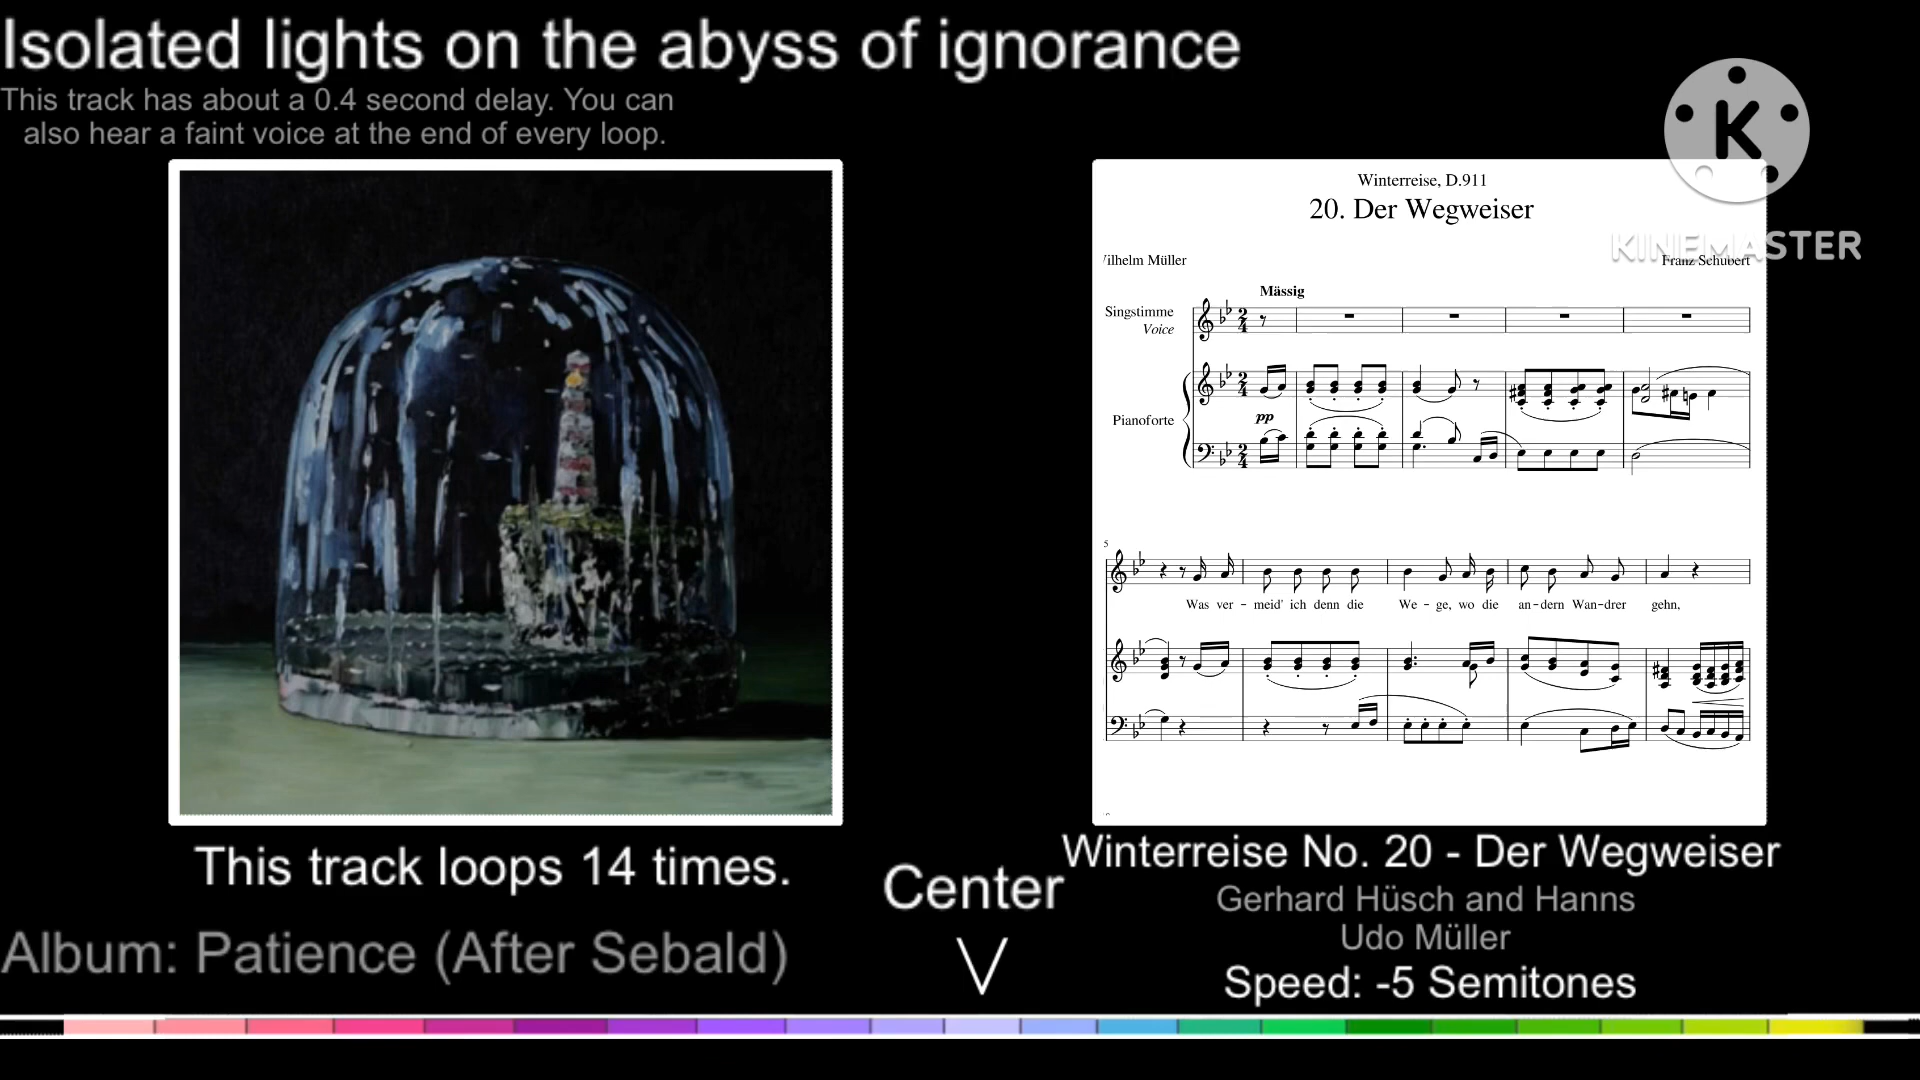 Isolated lights on the abyss of ignorance
This track has about a 0.4 second delay. You can
also hear a faint voice at the end of every loop.
K
KINEMASTER
Winterreise, D.911
20. Der Wegweiser
ilhelm Müller
Franz Schubert
Mässig
Singstimme
Voice
pp
Pianoforte
5
Was ver - meid' ich denn die We - ge, wo die an - dern Wan - drer gehn,
This track loops 14 times.
Album: Patience (After Sebald)
Center
V
Winterreise No. 20 - Der Wegweiser
Gerhard Hüsch and Hanns
Udo Müller
Speed: -5 Semitones